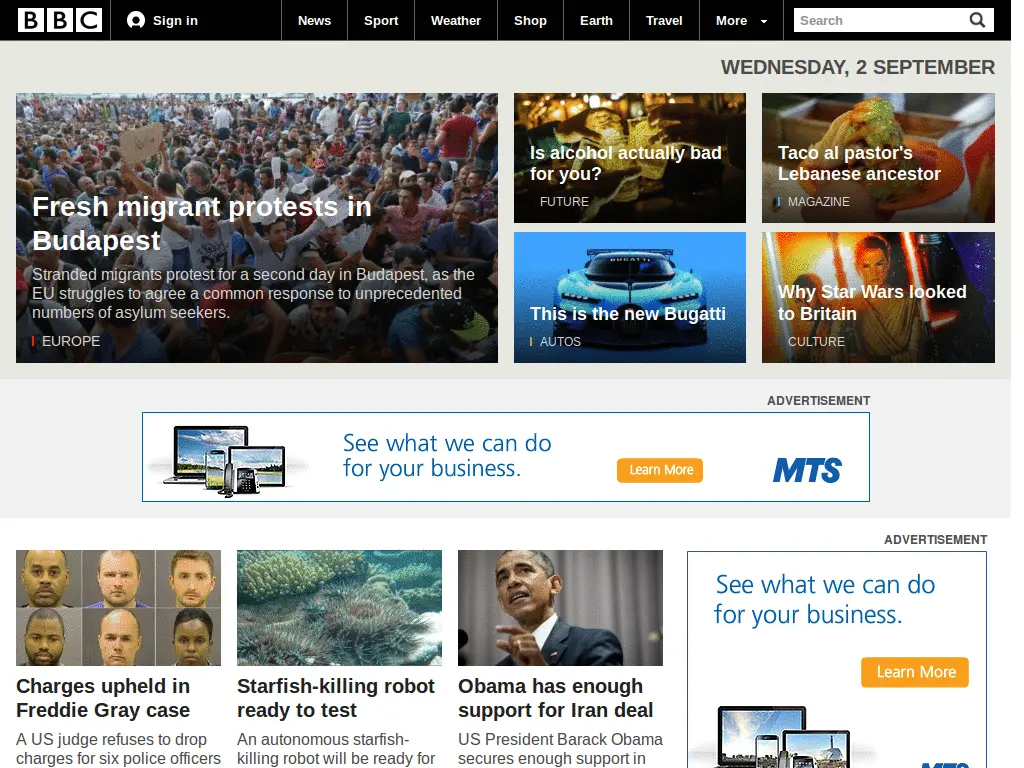 BBC
Sign in
News
Sport
Weather
Shop
Earth
Travel
More
Search
WEDNESDAY, 2 SEPTEMBER
Fresh migrant protests in
Budapest
Stranded migrants protest for a second day in Budapest, as the
EU struggles to agree a common response to unprecedented
numbers of asylum seekers.
EUROPE
Is alcohol actually bad
for you?
FUTURE
Taco al pastor's
Lebanese ancestor
MAGAZINE
BUGATTI
This is the new Bugatti
AUTOS
Why Star Wars looked
to Britain
CULTURE
ADVERTISEMENT
See what we can do
for your business.
Learn More
MTS
ADVERTISEMENT
See what we can do
for your business.
Learn More
MTS
Charges upheld in
Freddie Gray case
A US judge refuses to drop
charges for six police officers
Starfish-killing robot
ready to test
An autonomous starfish-
killing robot will be ready for
Obama has enough
support for Iran deal
US President Barack Obama
secures enough support in